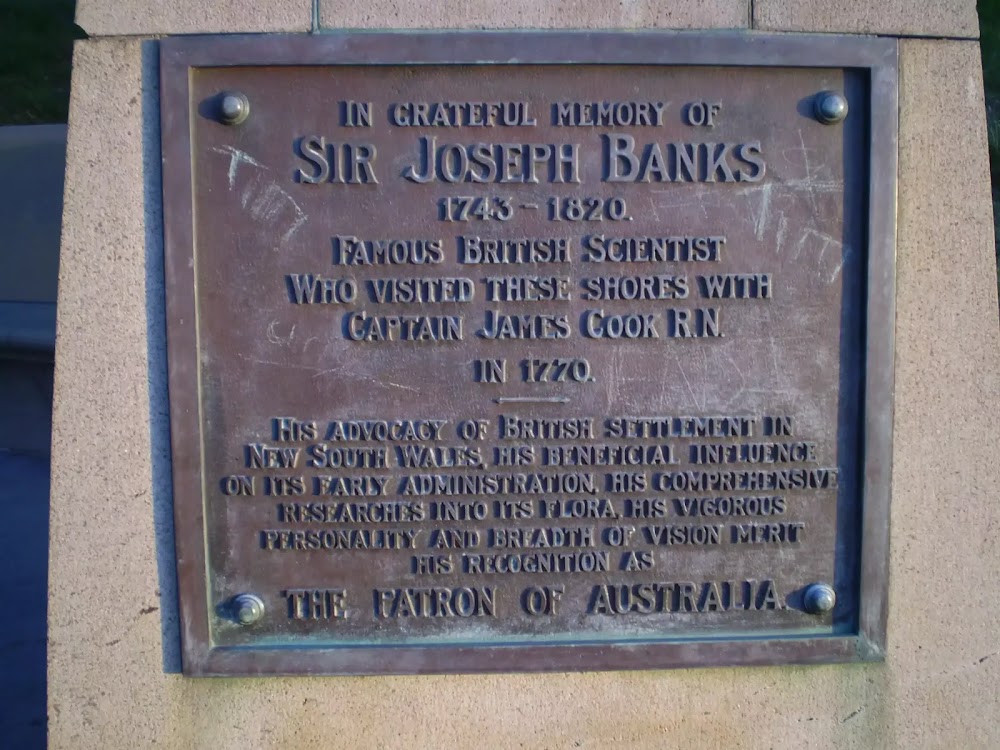 IN GRATEFUL MEMORY OF
SIR JOSEPH BANKS
1743-1820.
FAMOUS BRITISH SCIENTIST
WHO VISITED THESE SHORES WITH
CAPTAIN JAMES COOK R.N.
IN 1770.
HIS ADVOCACY OF BRITISH SETTLEMENT IN
NEW SOUTH WALES, HIS BENEFICIAL INFLUENCE
ON ITS EARLY ADMINISTRATION, HIS COMPREHENSIVE
RESEARCHES INTO ITS FLORA, HIS VIGOROUS
PERSONALITY AND BREADTH OF VISION MERIT
HIS RECOGNITION AS
THE PATRON OF AUSTRALIA.